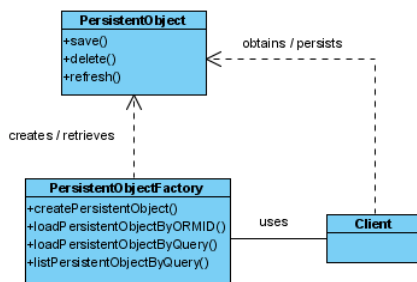 PersistentObject
+save()
+delete()
+refresh()
obtains / persists
creates / retrieves
PersistentObjectFactory
+createPersistentObject()
+loadPersistentObjectByORMID()
+loadPersistentObjectByQuery()
+listPersistentObjectByQuery()
uses
Client